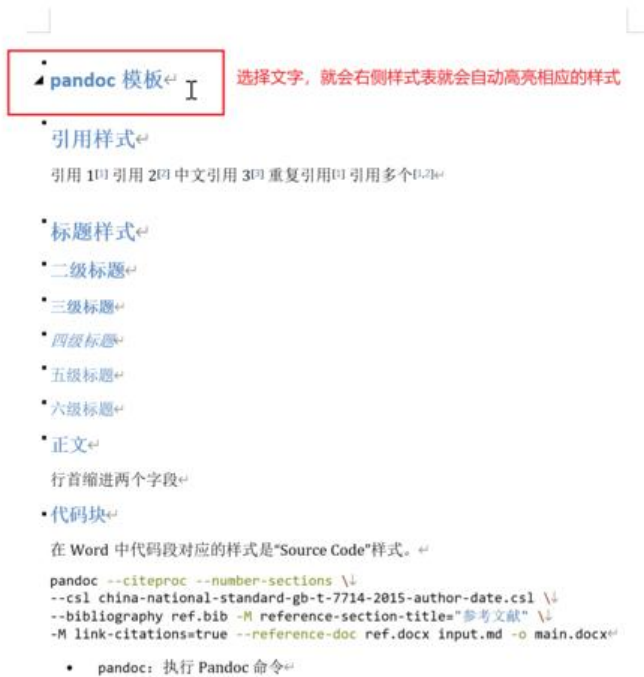 pandoc 模板
选择文字，就会右侧样式表就会自动高亮相应的样式
引用样式
引用 1[1] 引用 2[2] 中文引用 3[3] 重复引用[1] 引用多个[1,2]
标题样式
二级标题
三级标题
四级标题
五级标题
六级标题
正文
行首缩进两个字段
代码块
在 Word 中代码段对应的样式是“Source Code”样式。
pandoc --citeproc --number-sections \
--csl china-national-standard-gb-t-7714-2015-author-date.csl \
--bibliography ref.bib -M reference-section-title="参考文献" \
-M link-citations=true --reference-doc ref.docx input.md -o main.docx
• pandoc：执行 Pandoc 命令